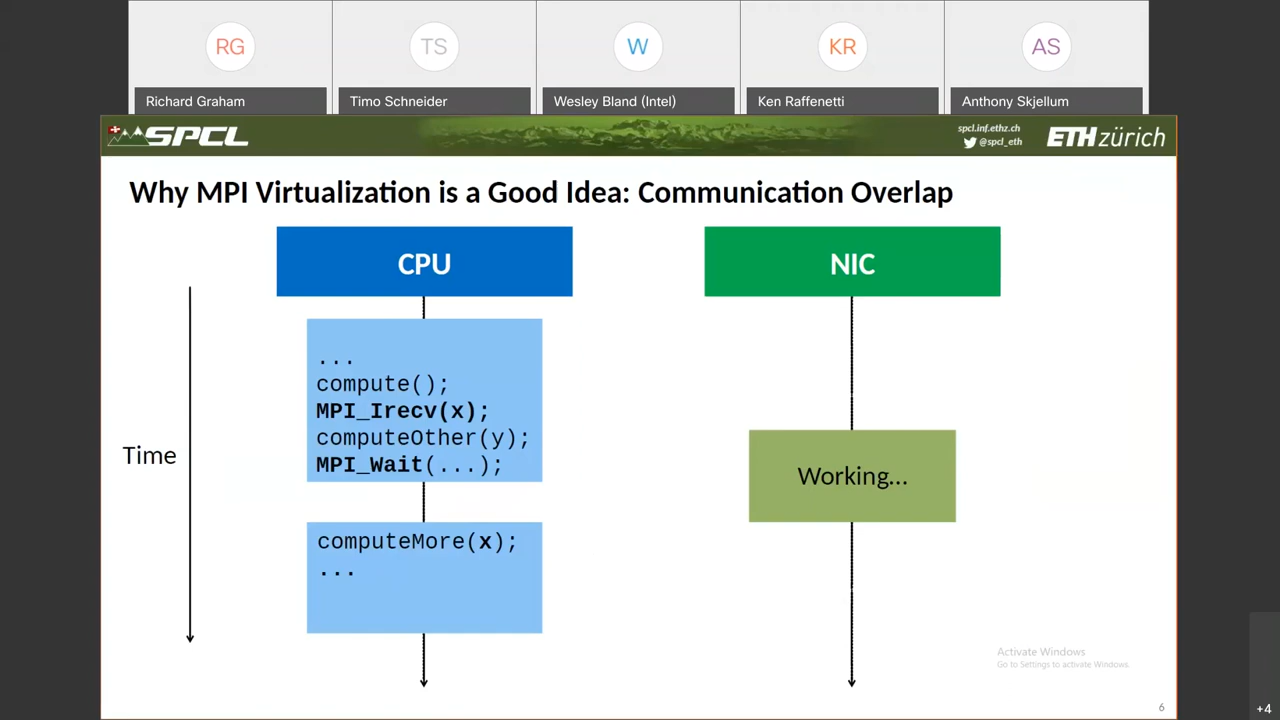 RG
TS
W
KR
AS
Richard Graham
Timo Schneider
Wesley Bland (Intel)
Ken Raffenetti
Anthony Skjellum
SPCL
spcl.inf.ethz.ch
@spcl_eth
ETH zürich
Why MPI Virtualization is a Good Idea: Communication Overlap
CPU
NIC
...
compute();
MPI_Irecv(x);
computeOther(y);
MPI_Wait(...);
Time
Working...
computeMore(x);
...
Activate Windows
Go to Settings to activate Windows.
6
+4